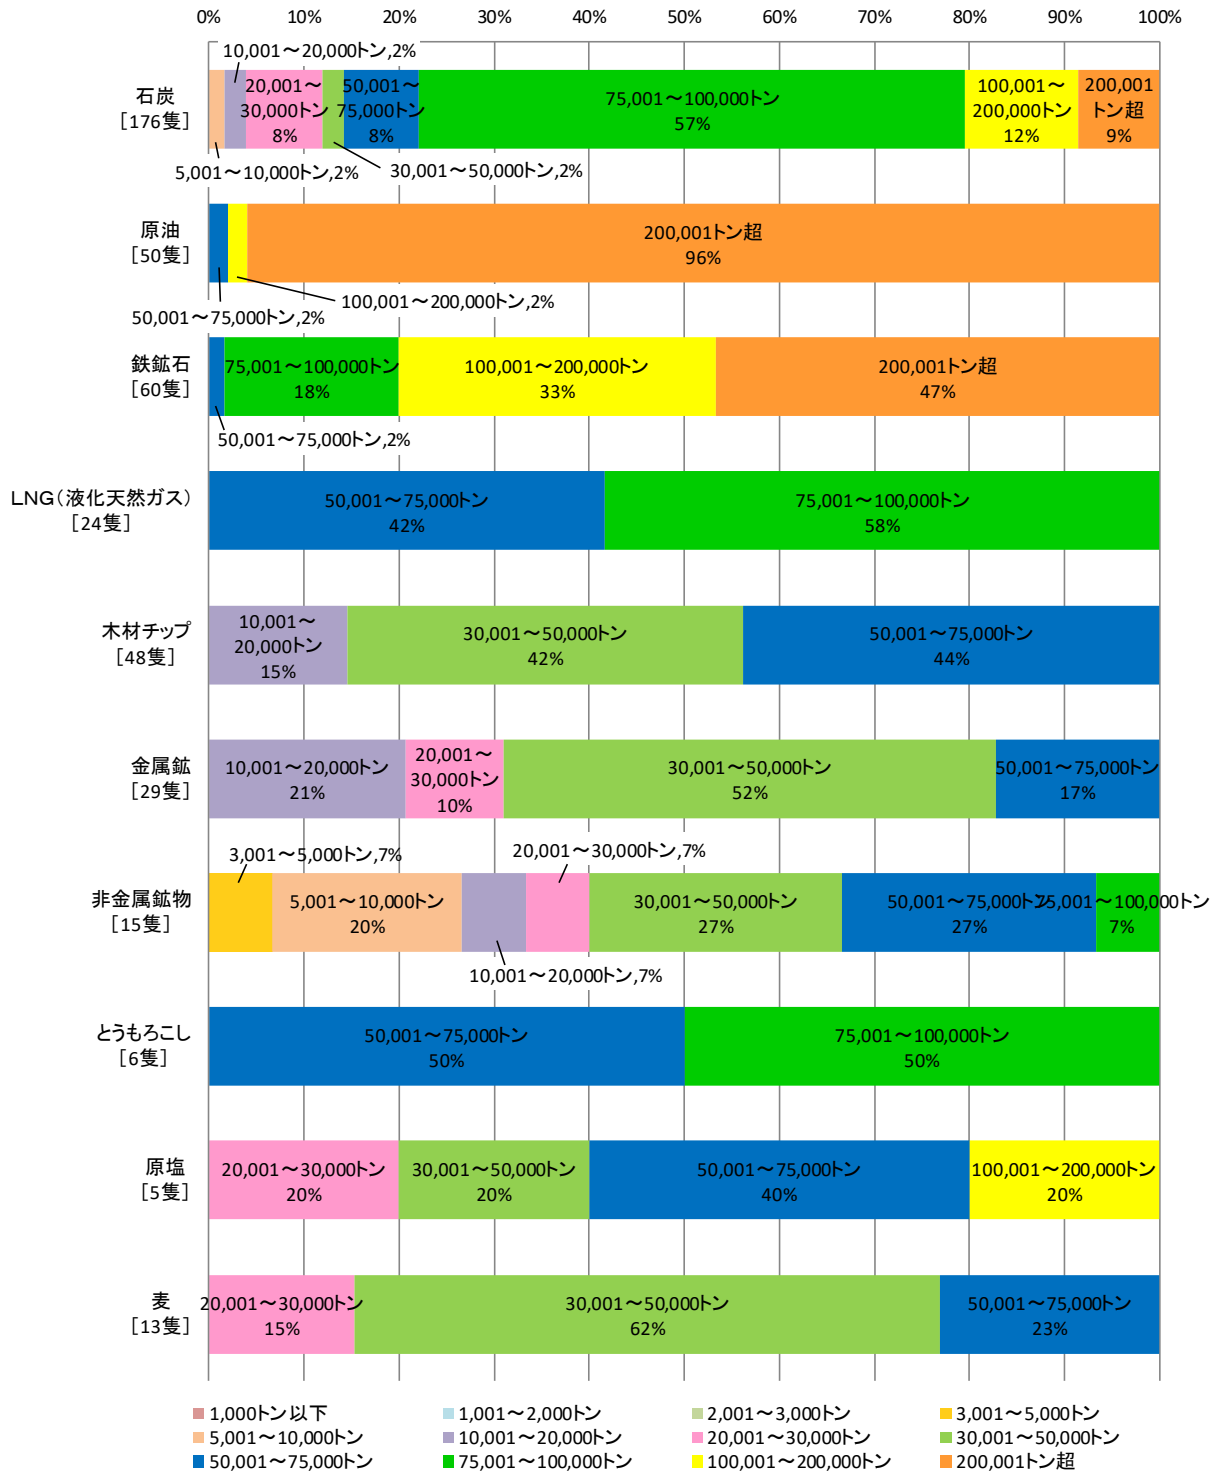 0% 10% 20% 30% 40% 50% 60% 70% 80% 90% 100%
10,001～20,000トン,2%
石炭
[176隻]
20,001～
30,000トン
8%
50,001～
75,000トン
8%
75,001～100,000トン
57%
100,001～
200,000トン
12%
200,001
トン超
9%
5,001～10,000トン,2%
30,001～50,000トン,2%
原油
[50隻]
200,001トン超
96%
100,001～200,000トン,2%
50,001～75,000トン,2%
鉄鉱石
[60隻]
75,001～100,000トン
18%
100,001～200,000トン
33%
200,001トン超
47%
50,001～75,000トン,2%
LNG(液化天然ガス)
[24隻]
50,001～75,000トン
42%
75,001～100,000トン
58%
木材チップ
[48隻]
10,001～
20,000トン
15%
30,001～50,000トン
42%
50,001～75,000トン
44%
金属鉱
[29隻]
10,001～20,000トン
21%
20,001～
30,000トン
10%
30,001～50,000トン
52%
50,001～75,000トン
17%
3,001～5,000トン,7%
20,001～30,000トン,7%
非金属鉱物
[15隻]
5,001～10,000トン
20%
30,001～50,000トン
27%
50,001～75,000トン
27%
75,001～100,000トン
7%
10,001～20,000トン,7%
とうもろこし
[6隻]
50,001～75,000トン
50%
75,001～100,000トン
50%
原塩
[5隻]
20,001～30,000トン
20%
30,001～50,000トン
20%
50,001～75,000トン
40%
100,001～200,000トン
20%
麦
[13隻]
20,001～30,000トン
15%
30,001～50,000トン
62%
50,001～75,000トン
23%
1,000トン以下 1,001～2,000トン 2,001～3,000トン 3,001～5,000トン
5,001～10,000トン 10,001～20,000トン 20,001～30,000トン 30,001～50,000トン
50,001～75,000トン 75,001～100,000トン 100,001～200,000トン 200,001トン超